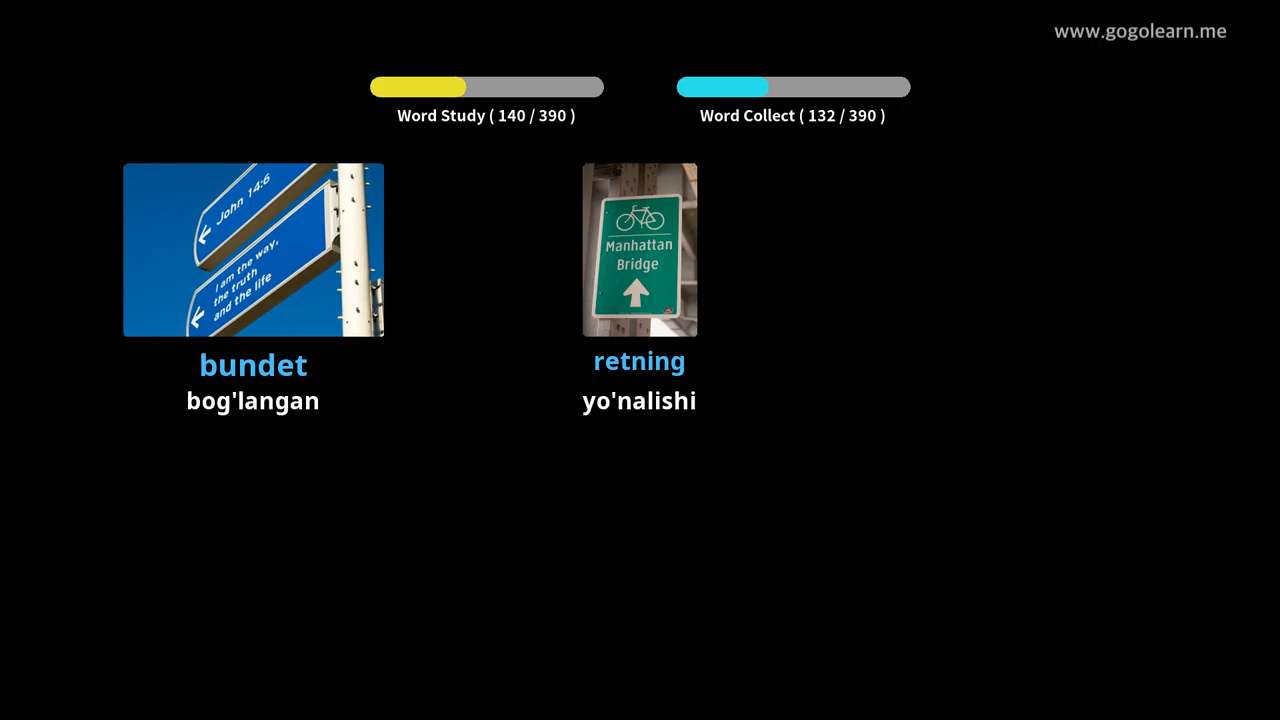 www.gogolearn.me
Word Study ( 140 / 390 )
Word Collect ( 132 / 390 )
John 14:6
I am the way,
the truth
and the life
bundet
bog'langan
Manhattan
Bridge
retning
yo'nalishi